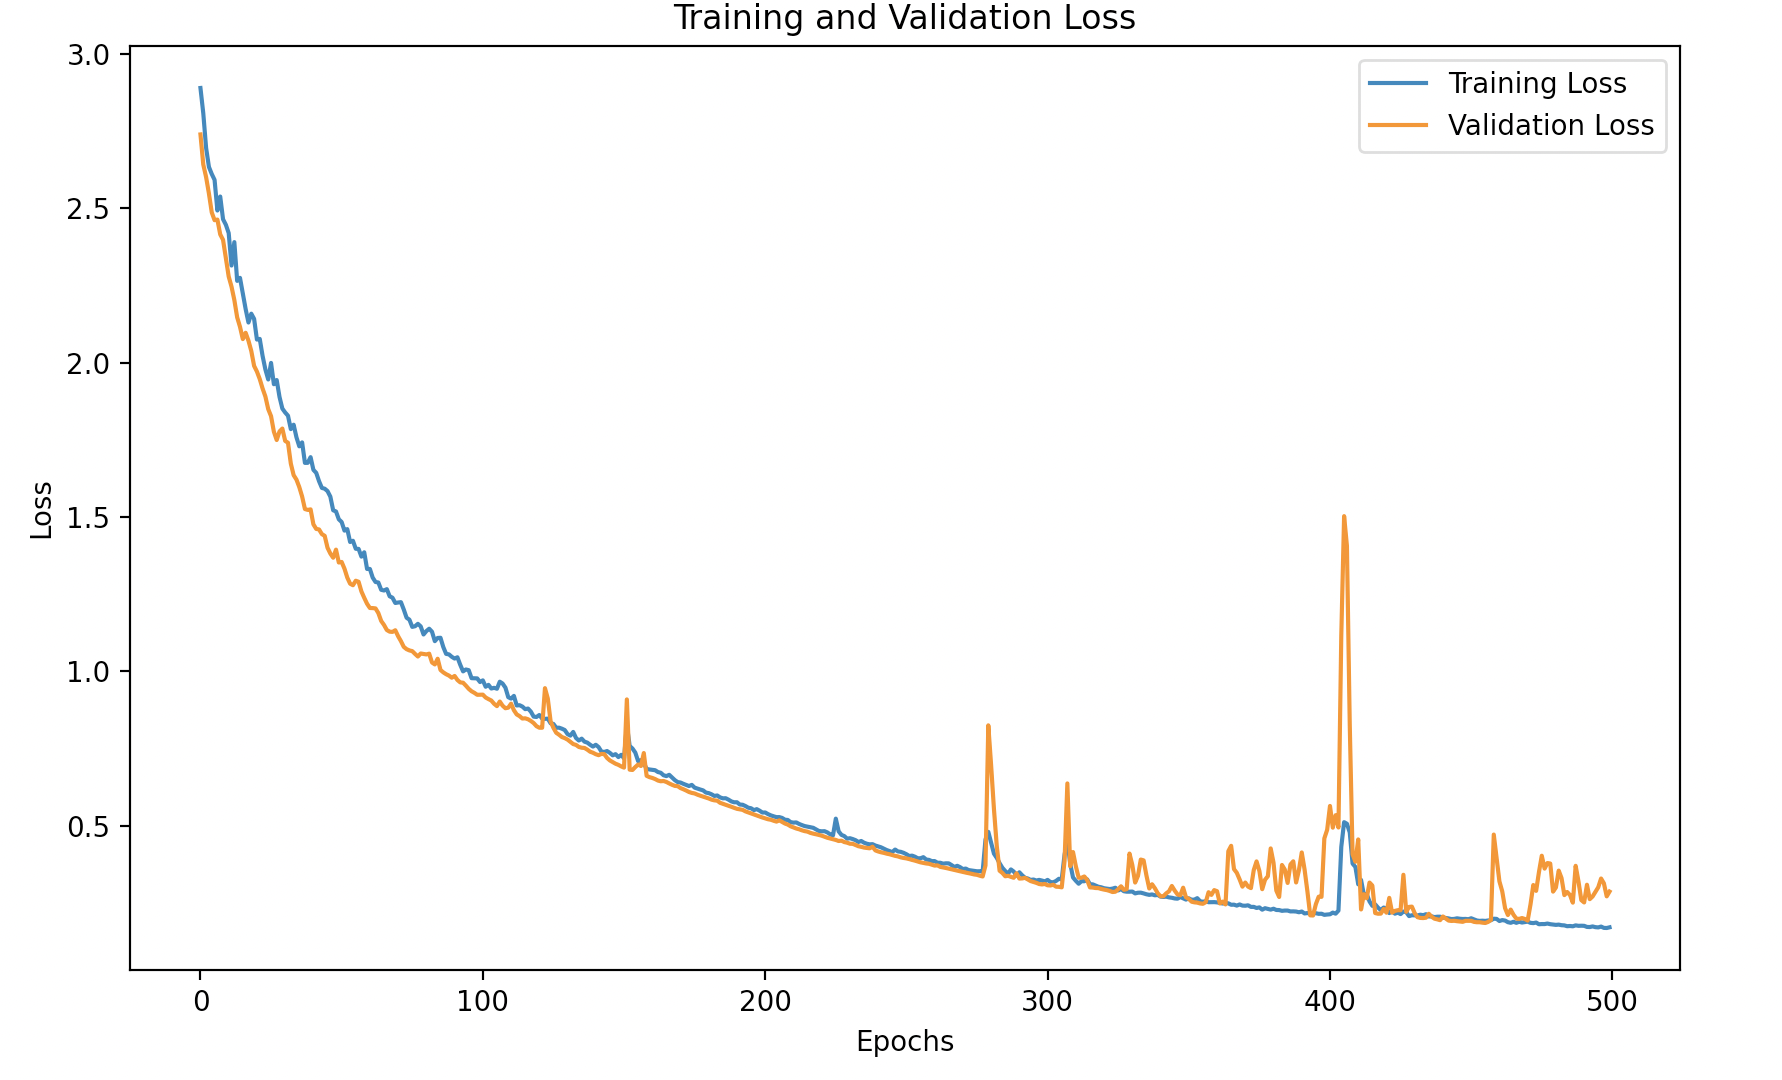 Training and Validation Loss
Training Loss
Validation Loss
3.0
2.5
2.0
1.5
1.0
0.5
Loss
0 100 200 300 400 500
Epochs